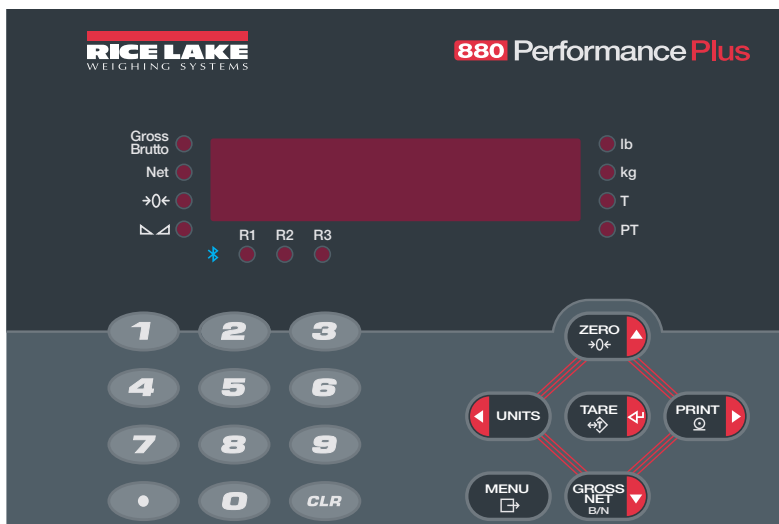 RICE LAKE
WEIGHING SYSTEMS
880 Performance Plus
Gross
Brutto
Net
→0←
R1 R2 R3
lb
kg
T
PT
1 2 3
4 5 6
7 8 9
• 0 CLR
ZERO
→0←
UNITS
TARE
T
PRINT
MENU
GROSS
NET
B/N